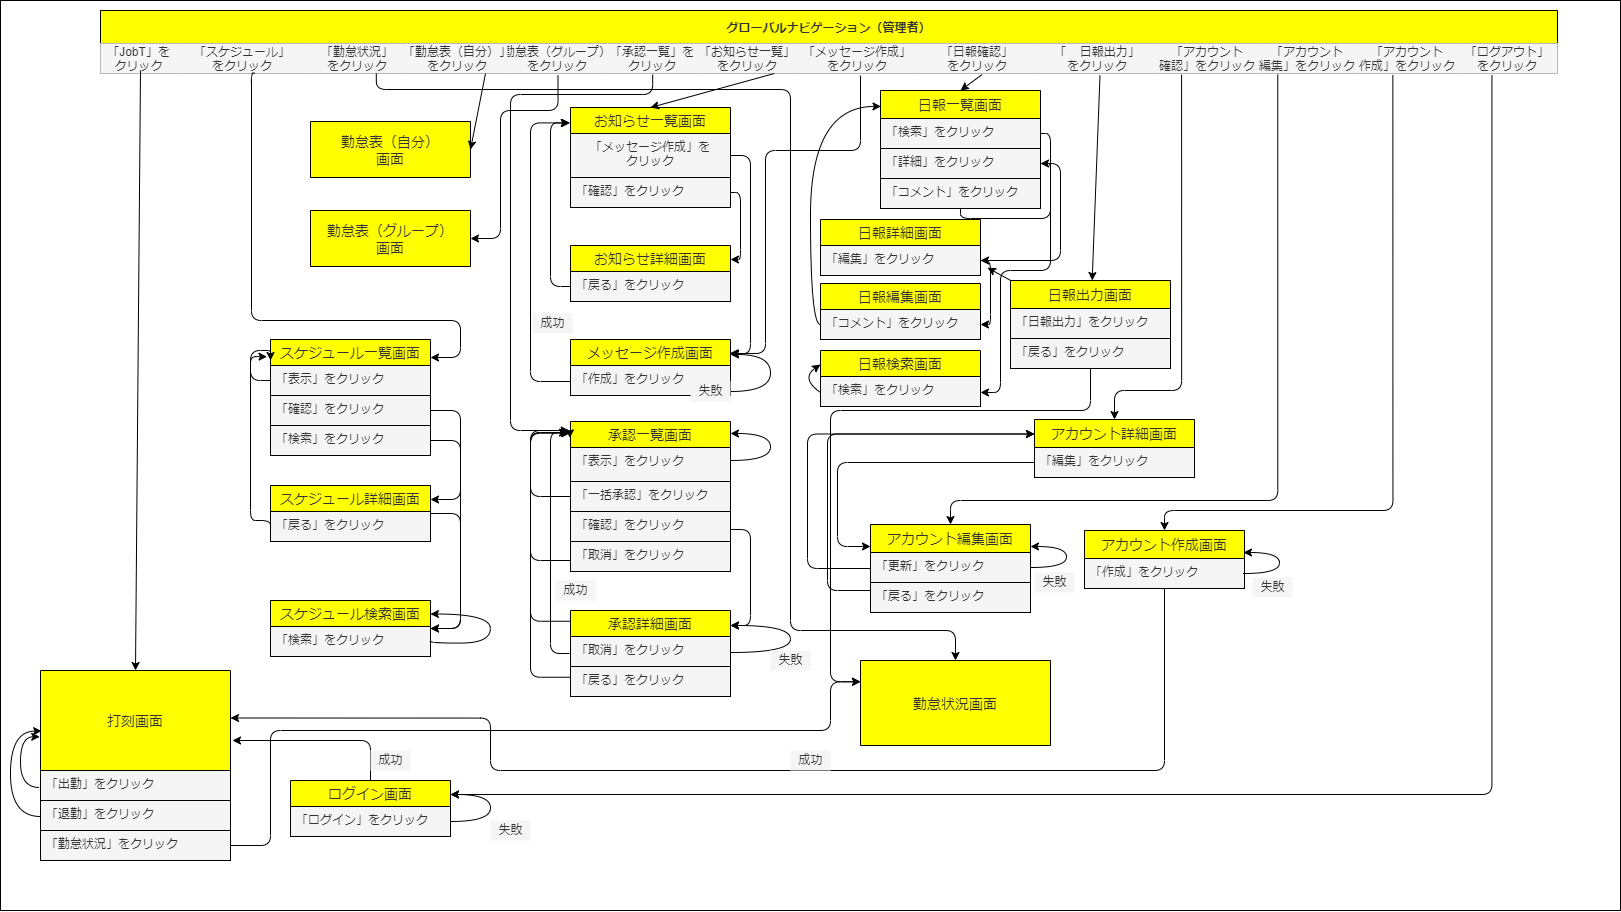 グローバルナビゲーション（管理者）
「JobT」を
クリック
「スケジュール」
をクリック
「勤怠状況」
をクリック
「勤怠表（自分）」
をクリック
勤怠表（グループ）
をクリック
「承認一覧」を
クリック
「お知らせ一覧」
をクリック
「メッセージ作成」
をクリック
「日報確認」
をクリック
「　日報出力」
をクリック
「アカウント
確認」をクリック
「アカウント
編集」をクリック
「アカウント
作成」をクリック
「ログアウト」
をクリック
勤怠表（自分）
画面
勤怠表（グループ）
画面
お知らせ一覧画面
「メッセージ作成」を
クリック
「確認」をクリック
お知らせ詳細画面
「戻る」をクリック
成功
メッセージ作成画面
「作成」をクリック
失敗
日報一覧画面
「検索」をクリック
「詳細」をクリック
「コメント」をクリック
日報詳細画面
「編集」をクリック
日報編集画面
「コメント」をクリック
日報検索画面
「検索」をクリック
日報出力画面
「日報出力」をクリック
「戻る」をクリック
スケジュール一覧画面
「表示」をクリック
「確認」をクリック
「検索」をクリック
スケジュール詳細画面
「戻る」をクリック
スケジュール検索画面
「検索」をクリック
承認一覧画面
「表示」をクリック
「一括承認」をクリック
「確認」をクリック
「取消」をクリック
成功
承認詳細画面
「取消」をクリック
「戻る」をクリック
失敗
アカウント詳細画面
「編集」をクリック
アカウント編集画面
「更新」をクリック
「戻る」をクリック
失敗
アカウント作成画面
「作成」をクリック
失敗
勤怠状況画面
打刻画面
「出勤」をクリック
「退勤」をクリック
「勤怠状況」をクリック
成功
成功
ログイン画面
「ログイン」をクリック
失敗